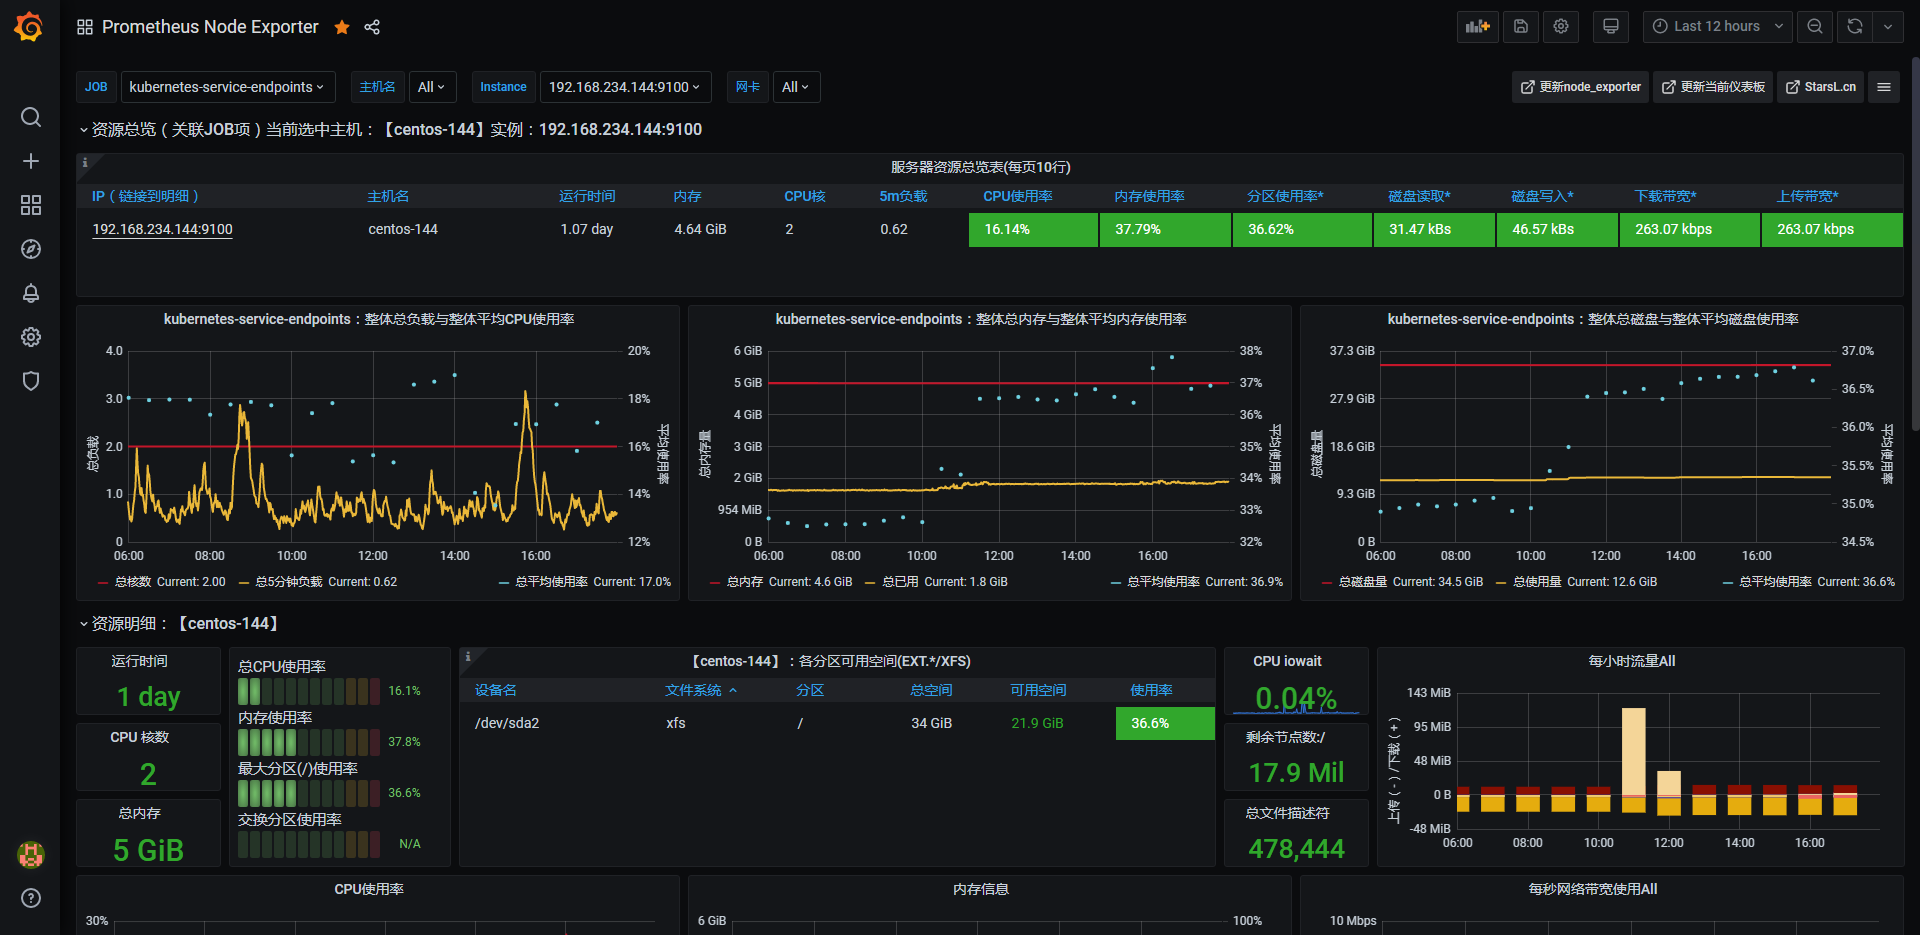 Prometheus Node Exporter
Last 12 hours
JOB kubernetes-service-endpoints 主机名 All Instance 192.168.234.144:9100 网卡 All
更新node_exporter 更新当前仪表板 StarsL.cn
资源总览（关联JOB项）当前选中主机：【centos-144】实例：192.168.234.144:9100
服务器资源总览表(每页10行)
IP（链接到明细） 主机名 运行时间 内存 CPU核 5m负载 CPU使用率 内存使用率 分区使用率* 磁盘读取* 磁盘写入* 下载带宽* 上传带宽*
192.168.234.144:9100 centos-144 1.07 day 4.64 GiB 2 0.62 16.14% 37.79% 36.62% 31.47 kBs 46.57 kBs 263.07 kbps 263.07 kbps
kubernetes-service-endpoints：整体总负载与整体平均CPU使用率
4.0
3.0
2.0
1.0
0
总负载
20%
18%
16%
14%
12%
平均使用率
06:00 08:00 10:00 12:00 14:00 16:00
总核数 Current: 2.00 总5分钟负载 Current: 0.62 总平均使用率 Current: 17.0%
kubernetes-service-endpoints：整体总内存与整体平均内存使用率
6 GiB
5 GiB
4 GiB
3 GiB
2 GiB
954 MiB
0 B
总内存量
38%
37%
36%
35%
34%
33%
32%
平均使用率
06:00 08:00 10:00 12:00 14:00 16:00
总内存 Current: 4.6 GiB 总已用 Current: 1.8 GiB 总平均使用率 Current: 36.9%
kubernetes-service-endpoints：整体总磁盘与整体平均磁盘使用率
37.3 GiB
27.9 GiB
18.6 GiB
9.3 GiB
0 B
总磁盘量
37.0%
36.5%
36.0%
35.5%
35.0%
34.5%
平均使用率
06:00 08:00 10:00 12:00 14:00 16:00
总磁盘量 Current: 34.5 GiB 总使用量 Current: 12.6 GiB 总平均使用率 Current: 36.6%
资源明细：【centos-144】
运行时间
1 day
CPU 核数
2
总内存
5 GiB
总CPU使用率
16.1%
内存使用率
37.8%
最大分区(/)使用率
36.6%
交换分区使用率
N/A
【centos-144】：各分区可用空间(EXT.*/XFS)
设备名 文件系统 分区 总空间 可用空间 使用率
/dev/sda2 xfs / 34 GiB 21.9 GiB 36.6%
CPU iowait
0.04%
剩余节点数:/
17.9 Mil
总文件描述符
478,444
每小时流量All
143 MiB
95 MiB
48 MiB
0 B
-48 MiB
上传（-）/下载（+）
06:00 08:00 10:00 12:00 14:00 16:00
CPU使用率
30%
内存信息
6 GiB 100%
每秒网络带宽使用All
10 Mbps